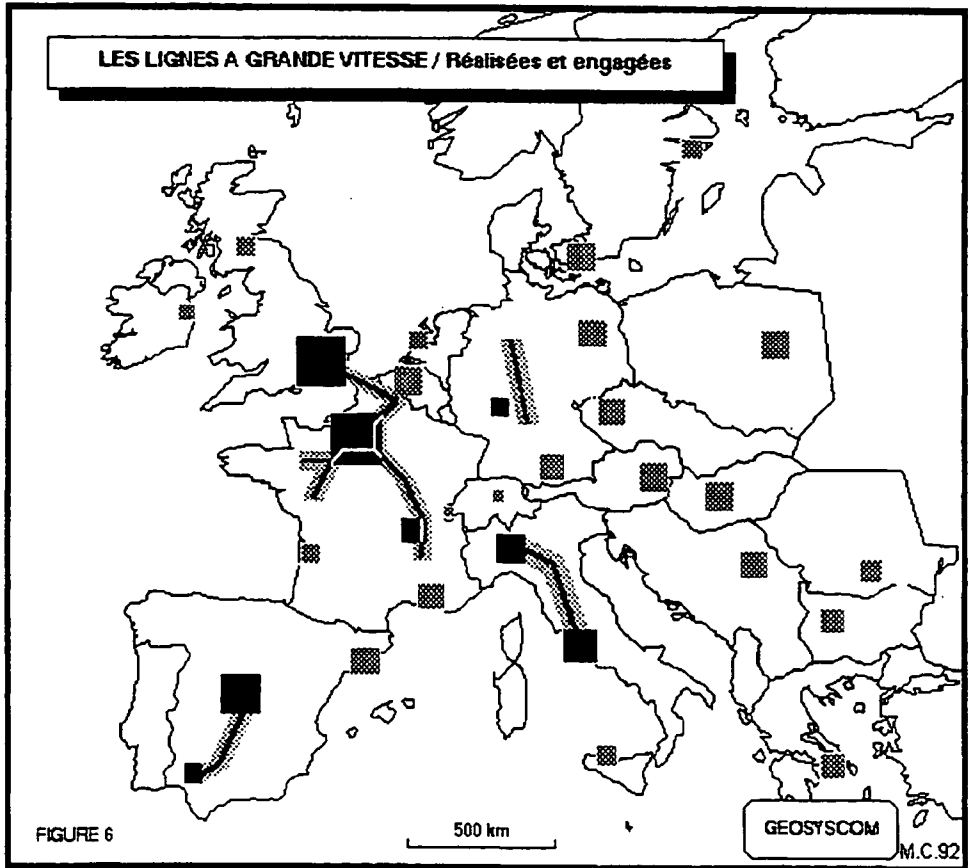 LES LIGNES A GRANDE VITESSE / Réalisées et engagées
FIGURE 6
500 km
GEOSYSCOM
M.C.92